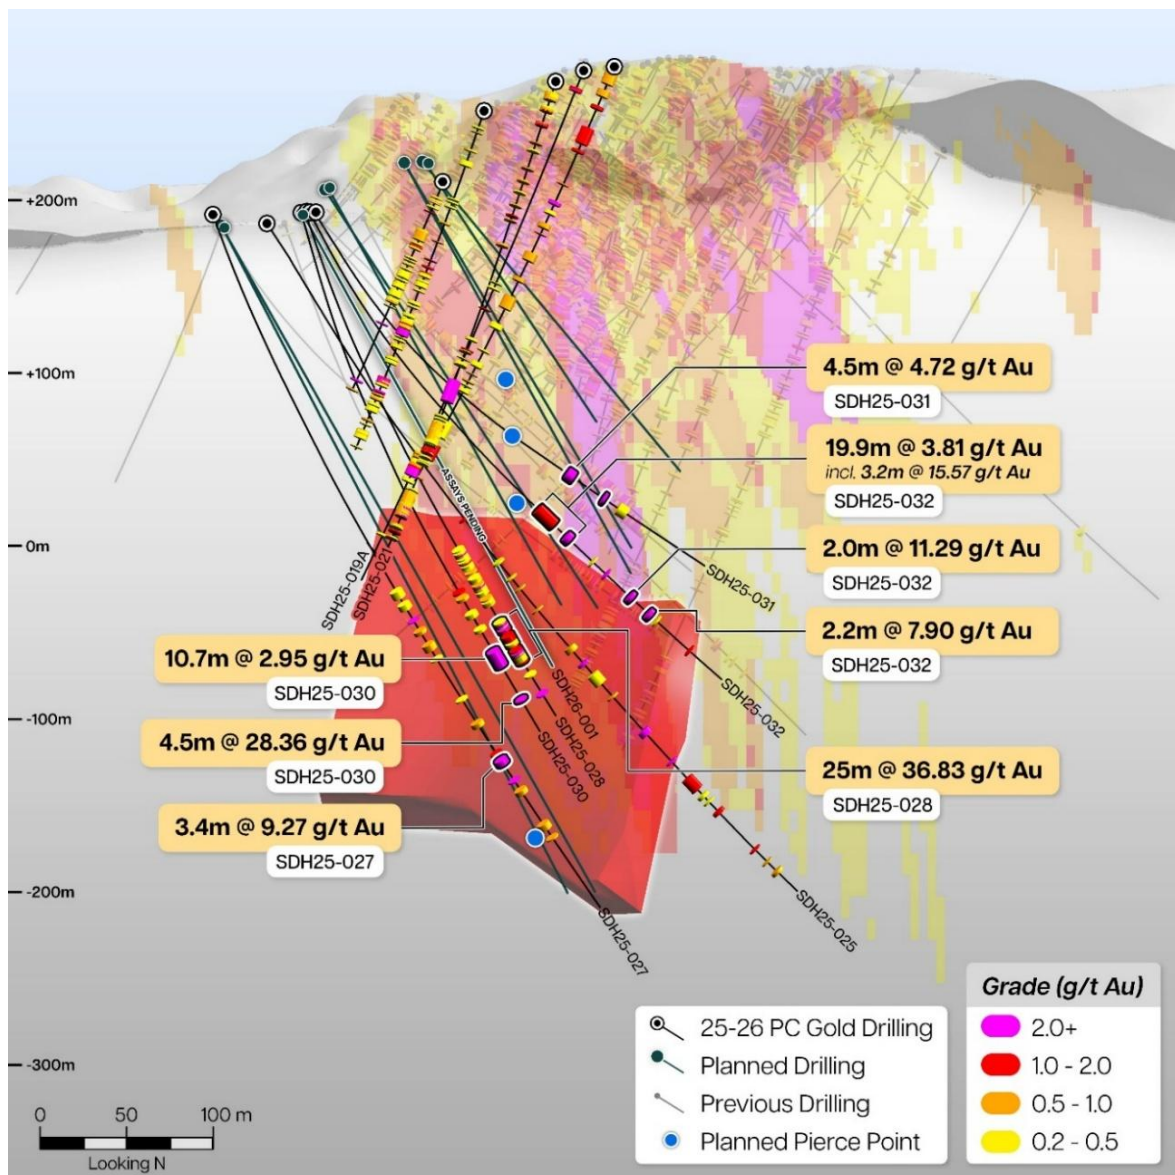 +200m
+100m
0m
-100m
-200m
-300m
ASSAYS PENDING
SDH25-019A
SDH25-021
4.5m @ 4.72 g/t Au
SDH25-031
19.9m @ 3.81 g/t Au
incl. 3.2m @ 15.57 g/t Au
SDH25-032
2.0m @ 11.29 g/t Au
SDH25-032
2.2m @ 7.90 g/t Au
SDH25-032
25m @ 36.83 g/t Au
SDH25-028
10.7m @ 2.95 g/t Au
SDH25-030
4.5m @ 28.36 g/t Au
SDH25-030
3.4m @ 9.27 g/t Au
SDH25-027
SDH25-031
SDH25-032
SDH26-001
SDH25-028
SDH25-030
SDH25-025
SDH25-027
25-26 PC Gold Drilling
Planned Drilling
Previous Drilling
Planned Pierce Point
Grade (g/t Au)
2.0+
1.0 - 2.0
0.5 - 1.0
0.2 - 0.5
0 50 100 m
Looking N